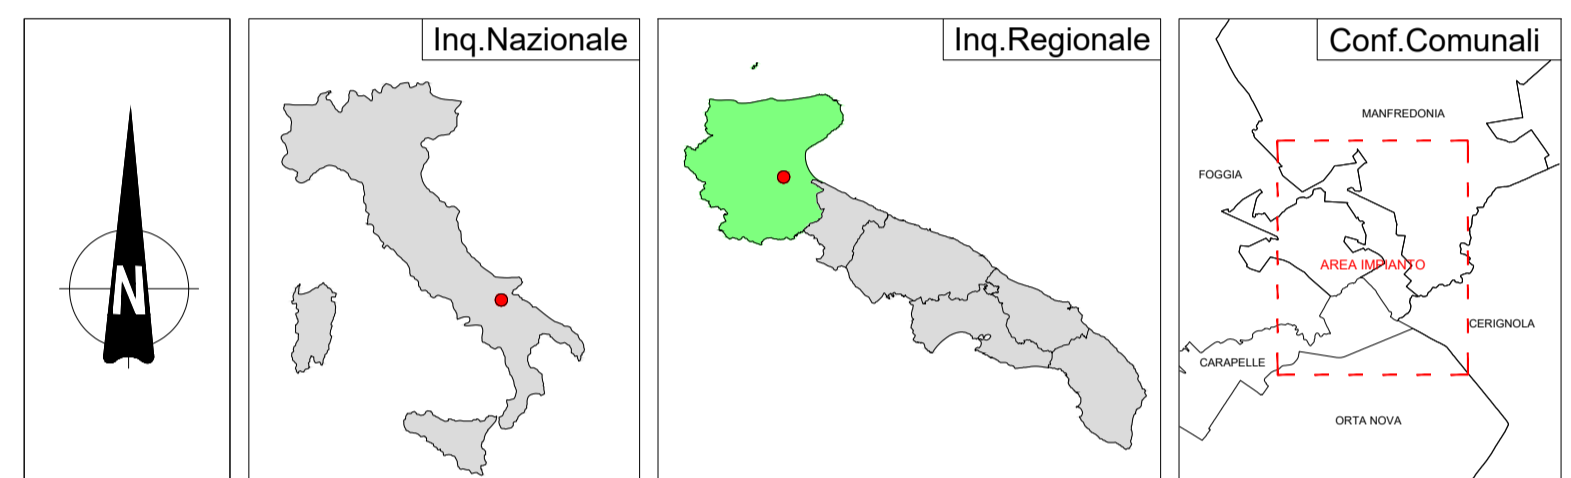 N
Inq.Nazionale
Inq.Regionale
Conf.Comunali
MANFREDONIA
FOGGIA
AREA IMPIANTO
CERIGNOLA
CARAPELLE
ORTA NOVA